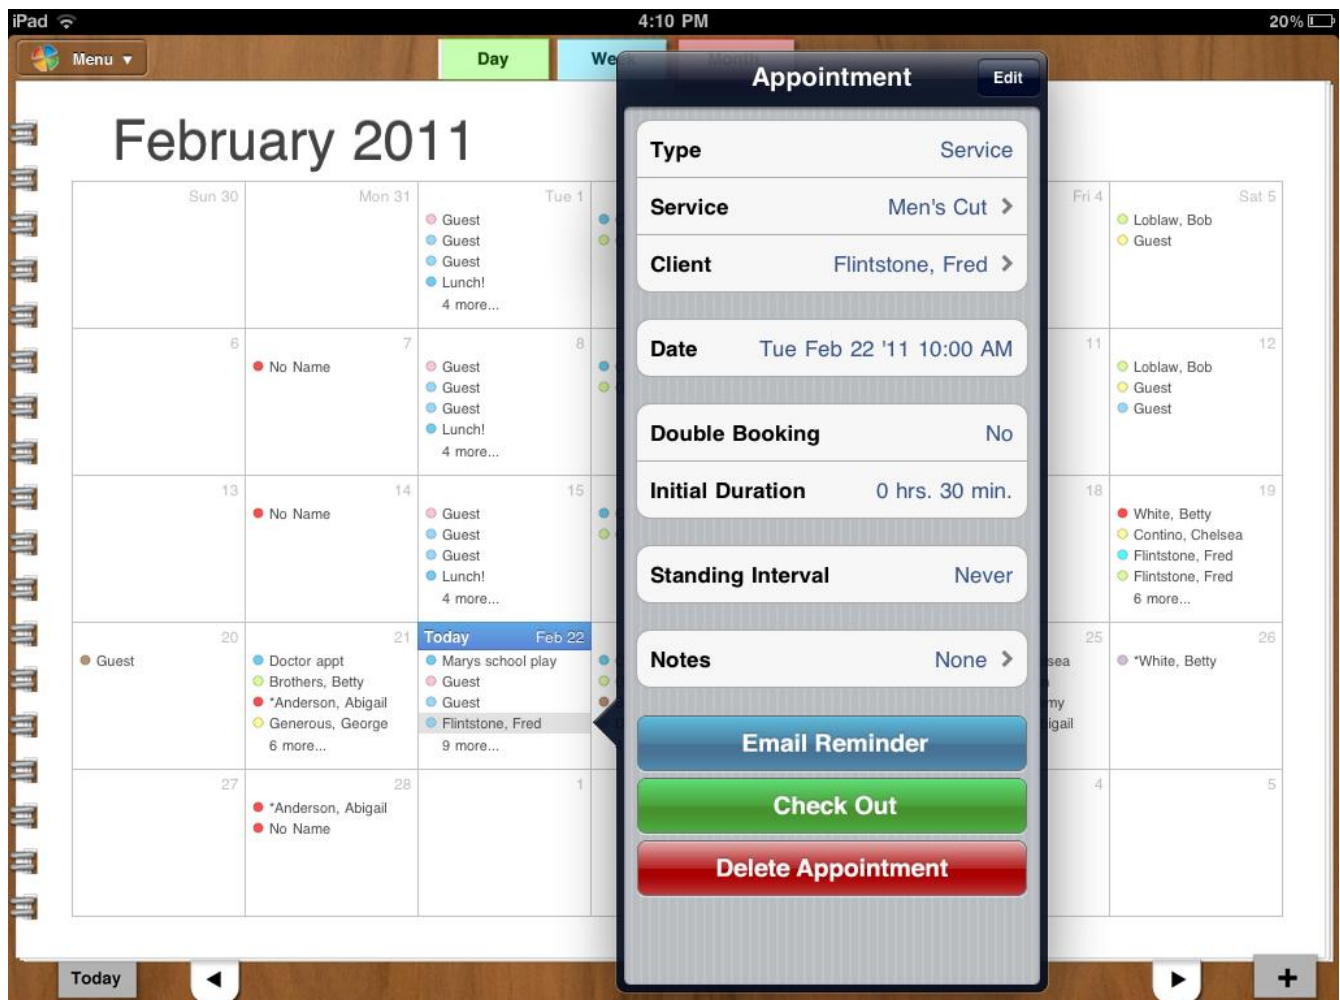 iPad 4:10 PM 20%
Menu ▼
Day
Month
Appointment
Edit
February 2011
Type Service
Service Men's Cut >
Client Flintstone, Fred >
Date Tue Feb 22 '11 10:00 AM
Double Booking No
Initial Duration 0 hrs. 30 min.
Standing Interval Never
Notes None >
Email Reminder
Check Out
Delete Appointment
Sun 30
Mon 31
Tue 1
Guest
Guest
Guest
Lunch!
4 more...
Fri 4
Sat 5
Loblaw, Bob
Guest
6
7
No Name
8
Guest
Guest
Guest
Lunch!
4 more...
11
12
Loblaw, Bob
Guest
Guest
13
14
No Name
15
Guest
Guest
Guest
Lunch!
4 more...
18
19
White, Betty
Contino, Chelsea
Flintstone, Fred
Flintstone, Fred
6 more...
20
Guest
21
Doctor appt
Brothers, Betty
*Anderson, Abigail
Generous, George
6 more...
Today Feb 22
Marys school play
Guest
Guest
Flintstone, Fred
9 more...
25
sea
my
igail
26
*White, Betty
27
28
*Anderson, Abigail
No Name
1
4
5
Today
◀
▶
+